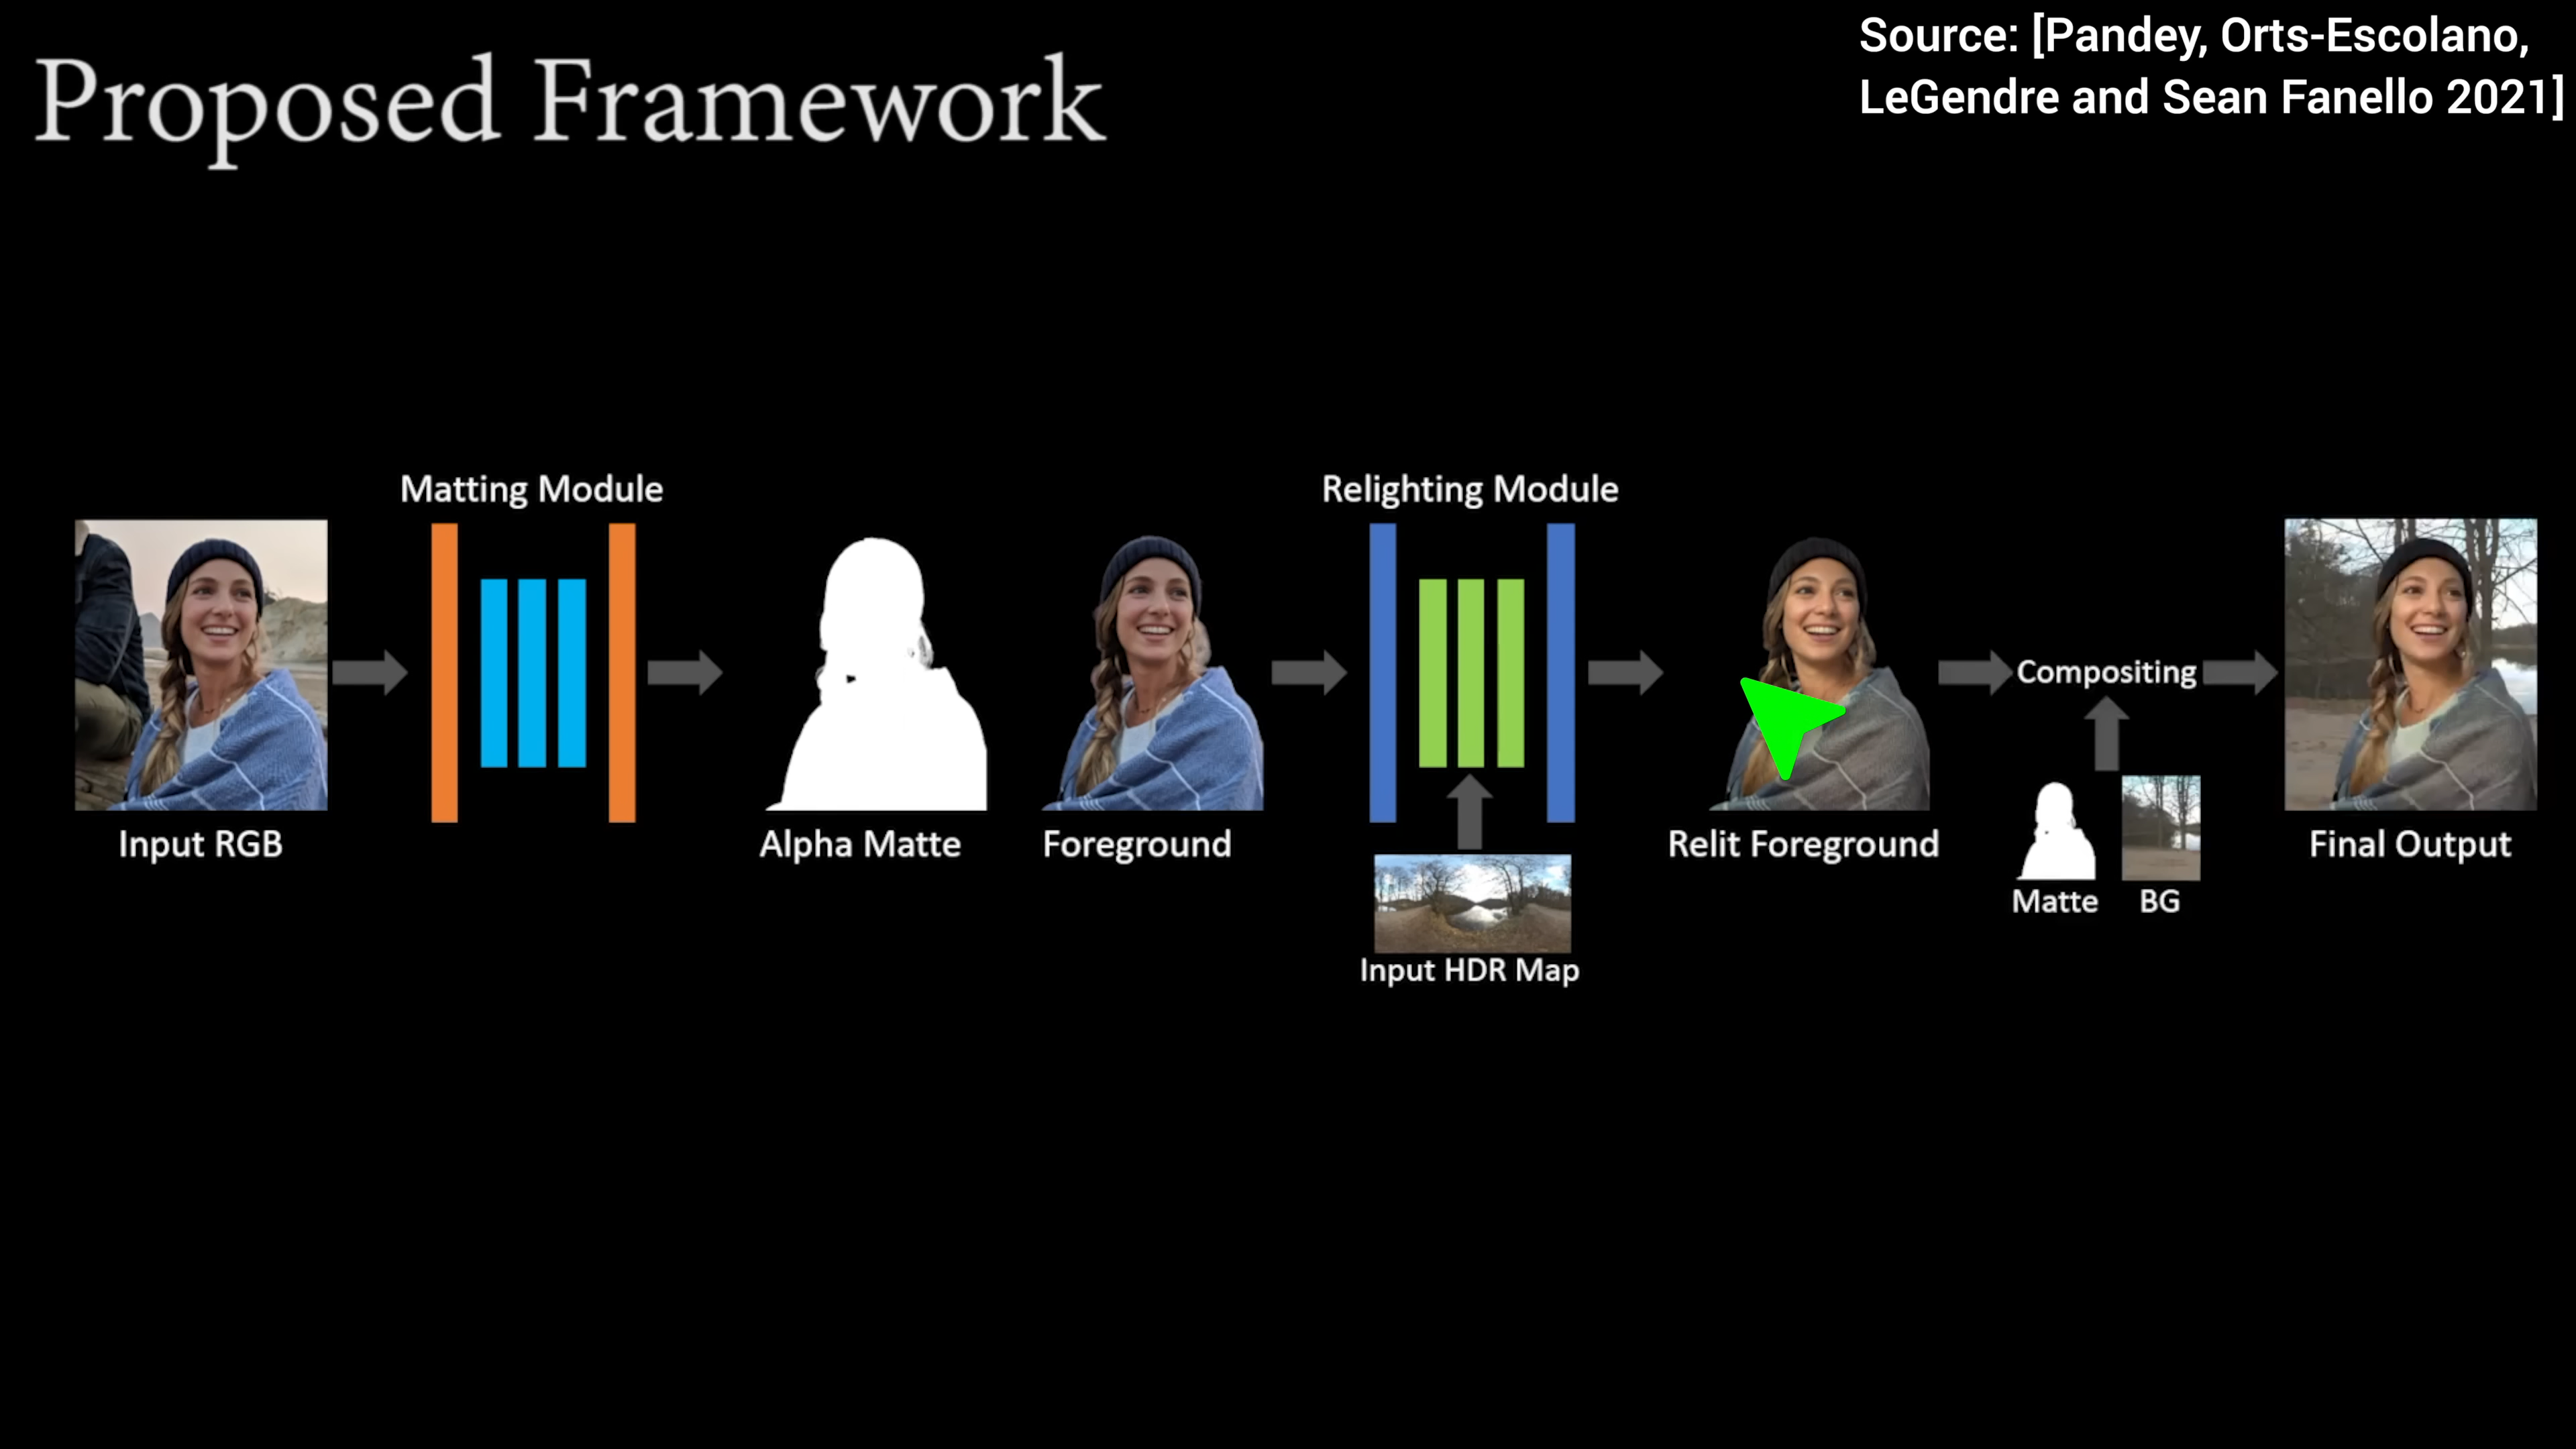 Proposed Framework
Source: [Pandey, Orts-Escolano,
LeGendre and Sean Fanello 2021]
Matting Module
Relighting Module
Compositing
Input RGB
Alpha Matte
Foreground
Relit Foreground
Final Output
Matte
BG
Input HDR Map